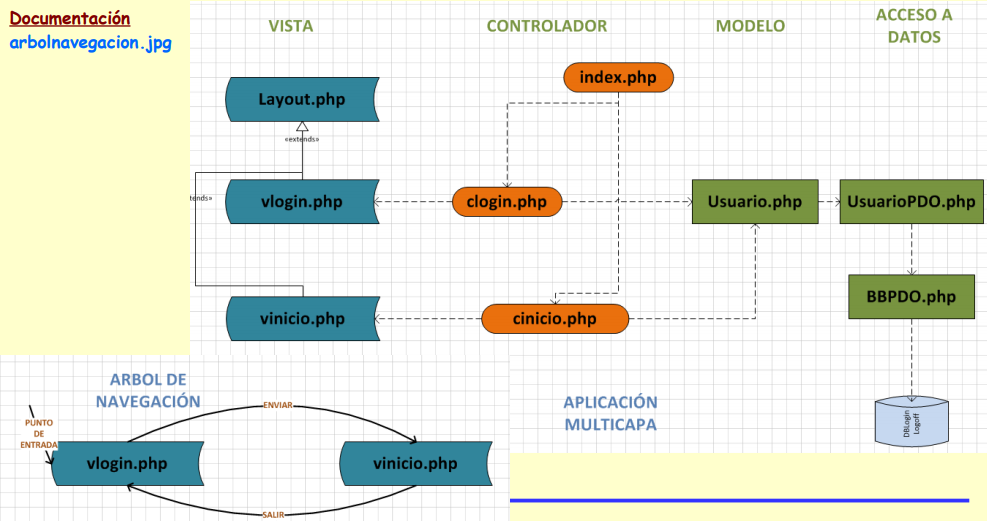 Documentación
arbolnavegacion.jpg
VISTA
CONTROLADOR
MODELO
ACCESO A
DATOS
index.php
Layout.php
«extends»
tends»
vlogin.php
clogin.php
Usuario.php
UsuarioPDO.php
BBPDO.php
vinicio.php
cinicio.php
DBLogin
Logoff
APLICACIÓN
MULTICAPA
ARBOL DE
NAVEGACIÓN
PUNTO
DE
ENTRADA
ENVIAR
vlogin.php
vinicio.php
SALIR